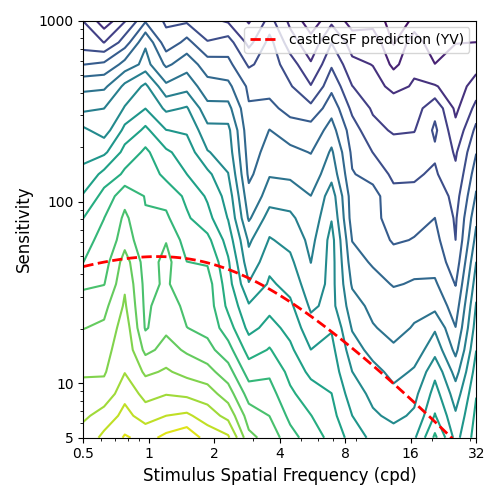 1000
castleCSF prediction (YV)
100
Sensitivity
10
5
0.5 1 2 4 8 16 32
Stimulus Spatial Frequency (cpd)